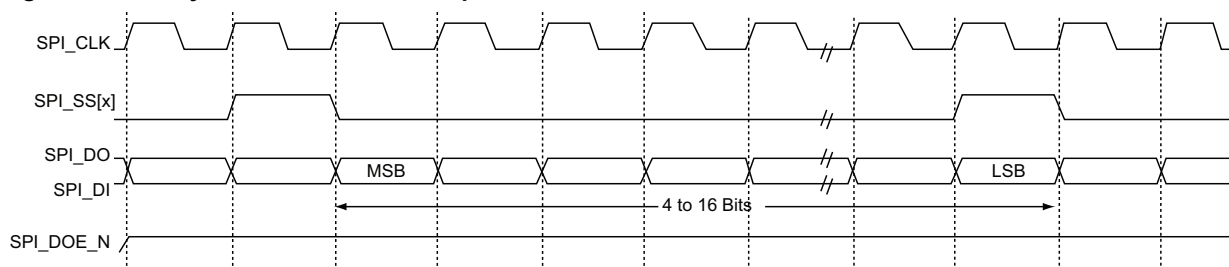 SPI_CLK
SPI_SS[x]
SPI_DO
MSB
LSB
SPI_DI
4 to 16 Bits
SPI_DOE_N